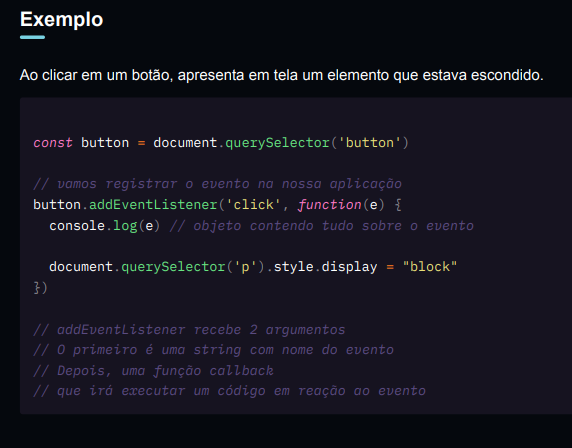 Exemplo
Ao clicar em um botão, apresenta em tela um elemento que estava escondido.
const button = document.querySelector('button')
// vamos registrar o evento na nossa aplicação
button.addEventListener('click', function(e) {
  console.log(e) // objeto contendo tudo sobre o evento
  document.querySelector('p').style.display = "block"
})
// addEventListener recebe 2 argumentos
// O primeiro é uma string com nome do evento
// Depois, uma função callback
// que irá executar um código em reação ao evento